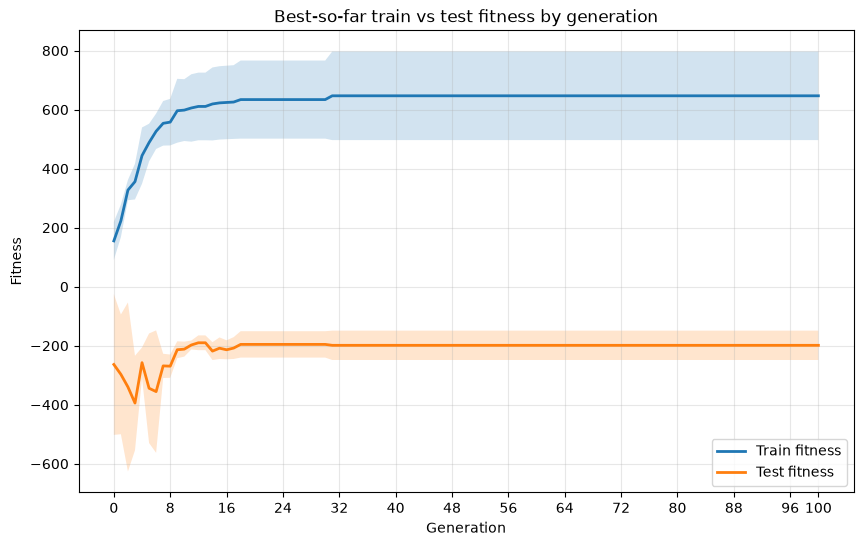 Best-so-far train vs test fitness by generation
800
600
400
200
0
−200
−400
−600
Fitness
Train fitness
Test fitness
0 8 16 24 32 40 48 56 64 72 80 88 96 100
Generation